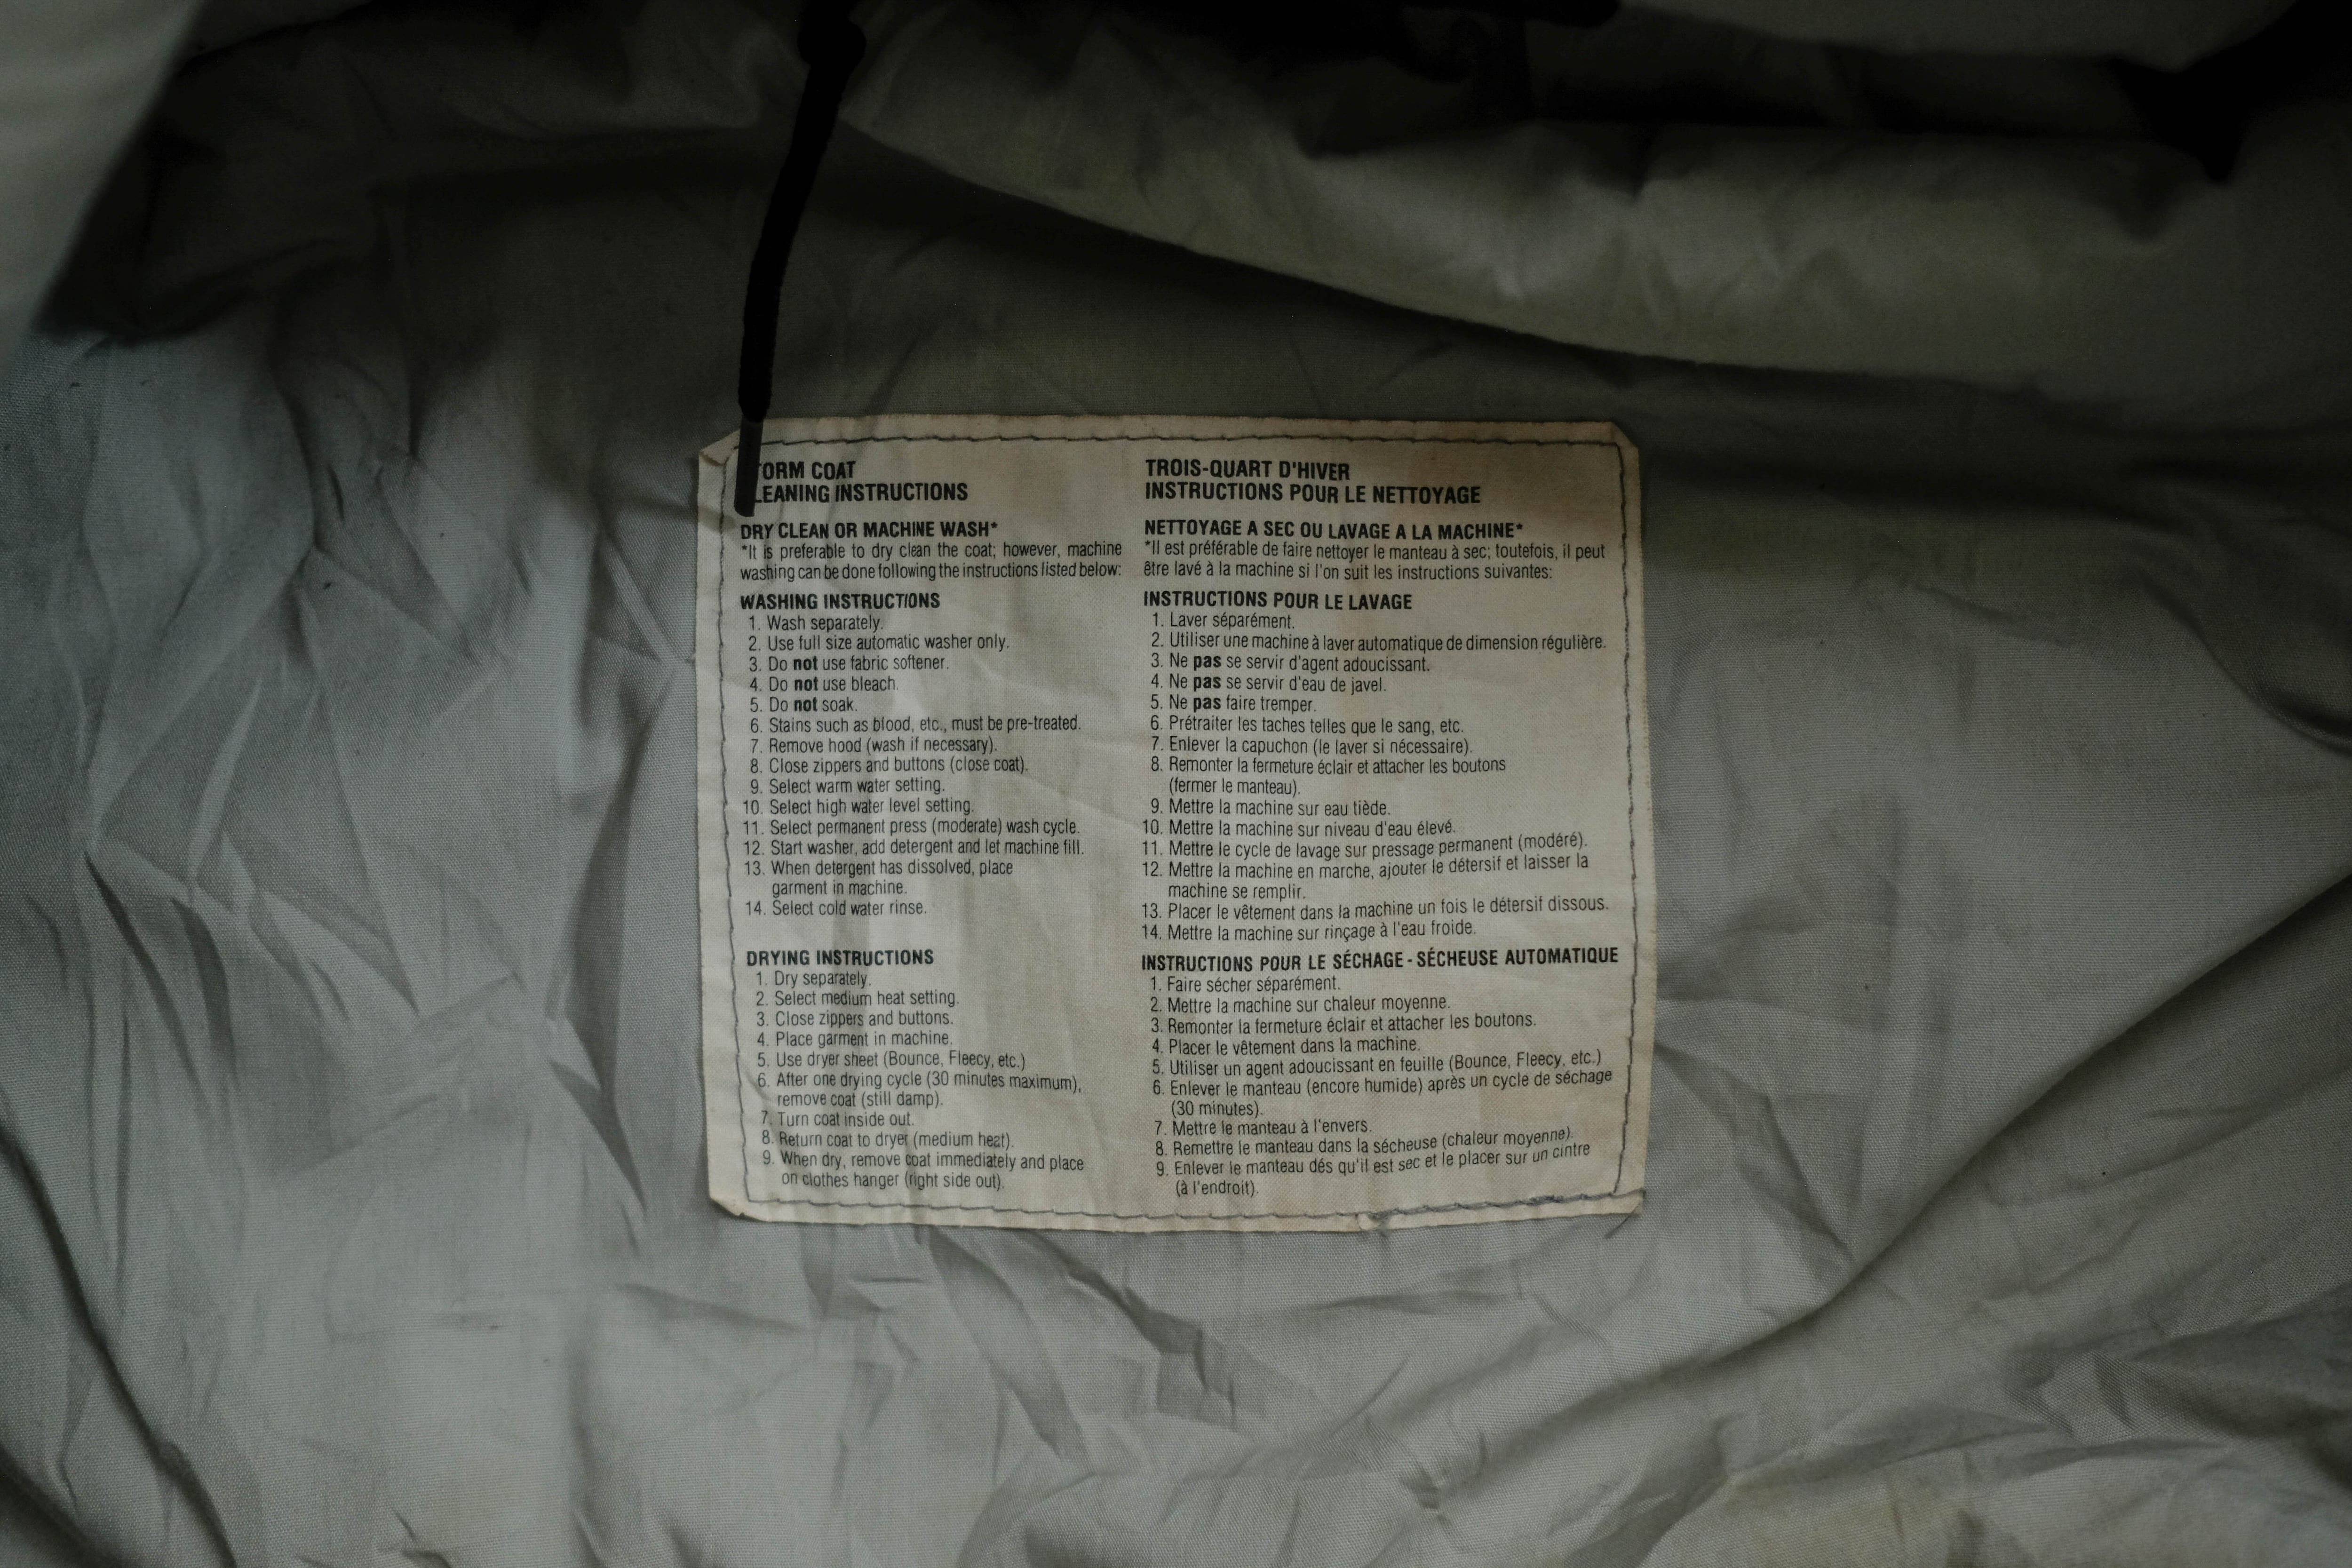 TORM COAT
LEANING INSTRUCTIONS
DRY CLEAN OR MACHINE WASH*
*It is preferable to dry clean the coat; however, machine
washing can be done following the instructions listed below:
WASHING INSTRUCTIONS
1. Wash separately.
2. Use full size automatic washer only.
3. Do not use fabric softener.
4. Do not use bleach.
5. Do not soak.
6. Stains such as blood, etc., must be pre-treated.
7. Remove hood (wash if necessary).
8. Close zippers and buttons (close coat).
9. Select warm water setting.
10. Select high water level setting.
11. Select permanent press (moderate) wash cycle.
12. Start washer, add detergent and let machine fill.
13. When detergent has dissolved, place
garment in machine.
14. Select cold water rinse.
DRYING INSTRUCTIONS
1. Dry separately.
2. Select medium heat setting.
3. Close zippers and buttons.
4. Place garment in machine.
5. Use dryer sheet (Bounce, Fleecy, etc.)
6. After one drying cycle (30 minutes maximum),
remove coat (still damp).
7. Turn coat inside out.
8. Return coat to dryer (medium heat).
9. When dry, remove coat immediately and place
on clothes hanger (right side out).
TROIS-QUART D'HIVER
INSTRUCTIONS POUR LE NETTOYAGE
NETTOYAGE A SEC OU LAVAGE A LA MACHINE*
*Il est préférable de faire nettoyer le manteau à sec; toutefois, il peut
être lavé à la machine si l'on suit les instructions suivantes:
INSTRUCTIONS POUR LE LAVAGE
1. Laver séparément.
2. Utiliser une machine à laver automatique de dimension régulière.
3. Ne pas se servir d'agent adoucissant.
4. Ne pas se servir d'eau de javel.
5. Ne pas faire tremper.
6. Prétraiter les taches telles que le sang, etc.
7. Enlever la capuchon (le laver si nécessaire).
8. Remonter la fermeture éclair et attacher les boutons
(fermer le manteau).
9. Mettre la machine sur eau tiède.
10. Mettre la machine sur niveau d'eau élevé.
11. Mettre le cycle de lavage sur pressage permanent (modéré).
12. Mettre la machine en marche, ajouter le détersif et laisser la
machine se remplir.
13. Placer le vêtement dans la machine un fois le détersif dissous.
14. Mettre la machine sur rinçage à l'eau froide.
INSTRUCTIONS POUR LE SÉCHAGE - SÉCHEUSE AUTOMATIQUE
1. Faire sécher séparément.
2. Mettre la machine sur chaleur moyenne.
3. Remonter la fermeture éclair et attacher les boutons.
4. Placer le vêtement dans la machine.
5. Utiliser un agent adoucissant en feuille (Bounce, Fleecy, etc.)
6. Enlever le manteau (encore humide) après un cycle de séchage
(30 minutes).
7. Mettre le manteau à l'envers.
8. Remettre le manteau dans la sécheuse (chaleur moyenne).
9. Enlever le manteau dés qu'il est sec et le placer sur un cintre
(à l'endroit).